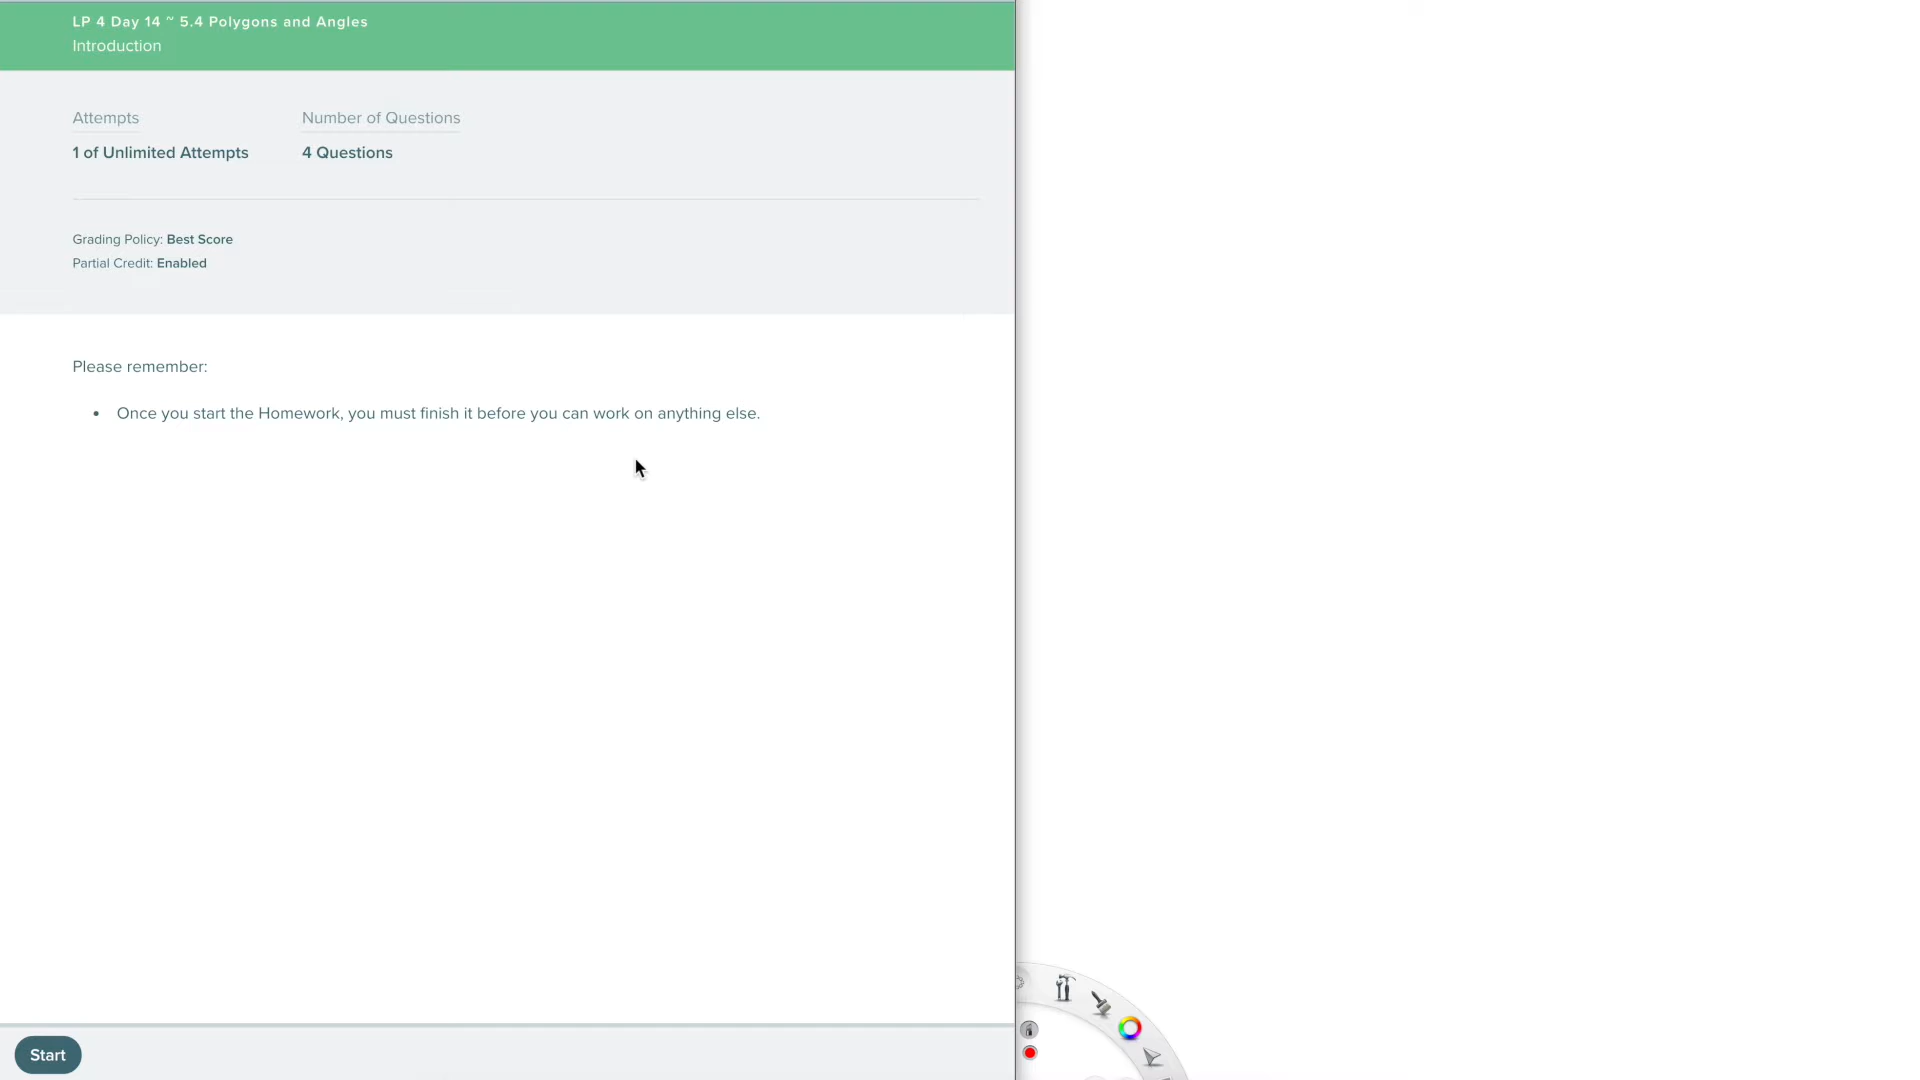 LP 4 Day 14 ~ 5.4 Polygons and Angles
Introduction
Attempts
Number of Questions
1 of Unlimited Attempts
4 Questions
Grading Policy: Best Score
Partial Credit: Enabled
Please remember:
• Once you start the Homework, you must finish it before you can work on anything else.
Start